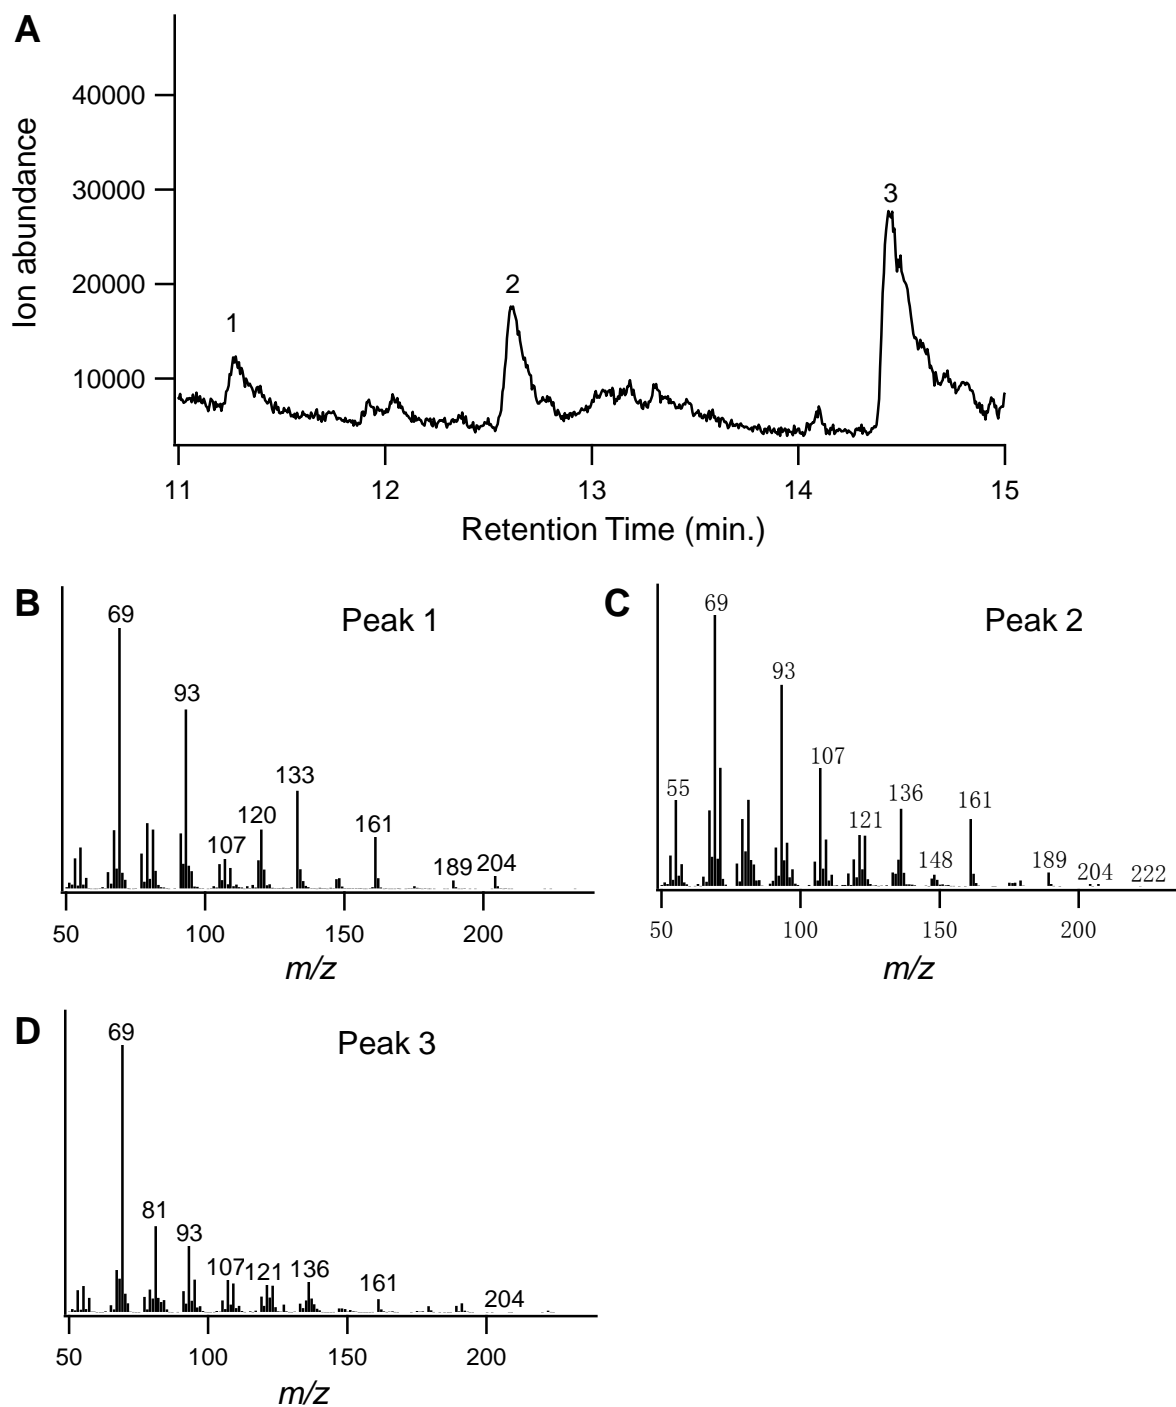 A
Ion abundance
40000
30000
20000
10000
1
2
3
11 12 13 14 15
Retention Time (min.)
B
Peak 1
69
93
107
120
133
161
189
204
50 100 150 200
m/z
C
Peak 2
55
69
93
107
121
136
148
161
189
204
222
50 100 150 200
m/z
D
Peak 3
69
81
93
107
121
136
161
204
50 100 150 200
m/z